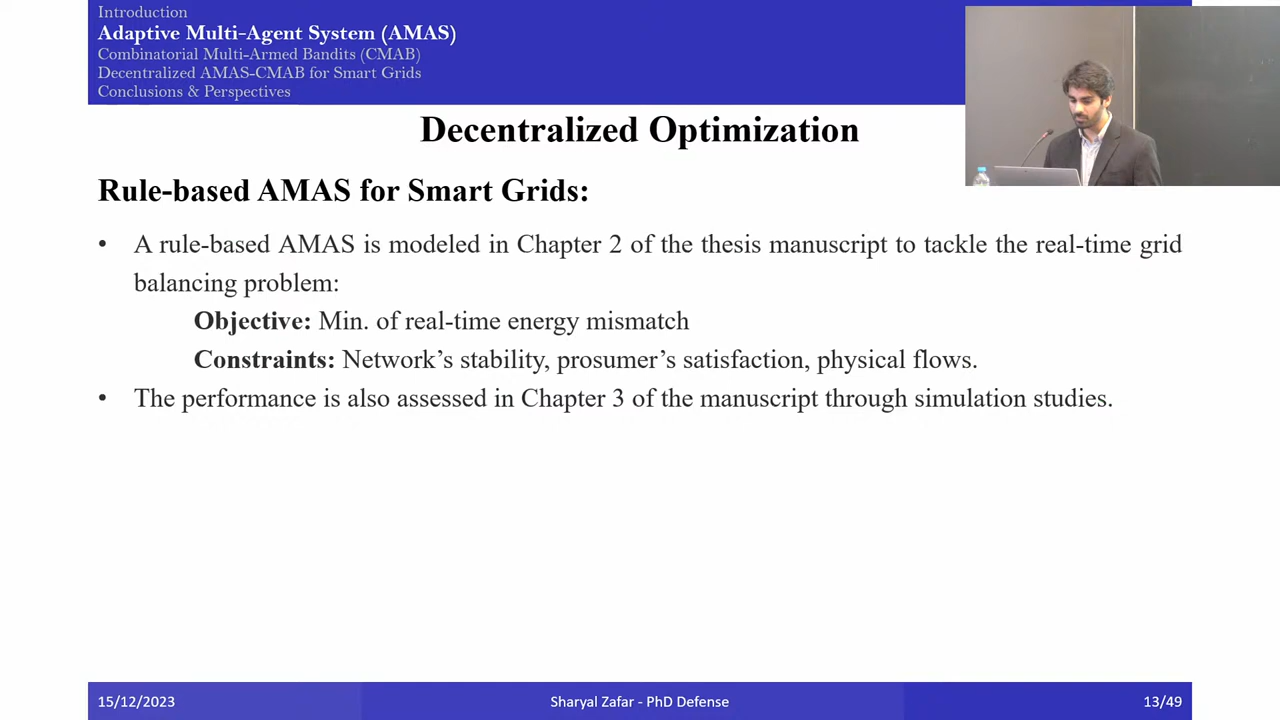 Introduction
Adaptive Multi-Agent System (AMAS)
Combinatorial Multi-Armed Bandits (CMAB)
Decentralized AMAS-CMAB for Smart Grids
Conclusions & Perspectives
Decentralized Optimization
Rule-based AMAS for Smart Grids:
• A rule-based AMAS is modeled in Chapter 2 of the thesis manuscript to tackle the real-time grid
balancing problem:
Objective: Min. of real-time energy mismatch
Constraints: Network’s stability, prosumer’s satisfaction, physical flows.
• The performance is also assessed in Chapter 3 of the manuscript through simulation studies.
15/12/2023
Sharyal Zafar - PhD Defense
13/49